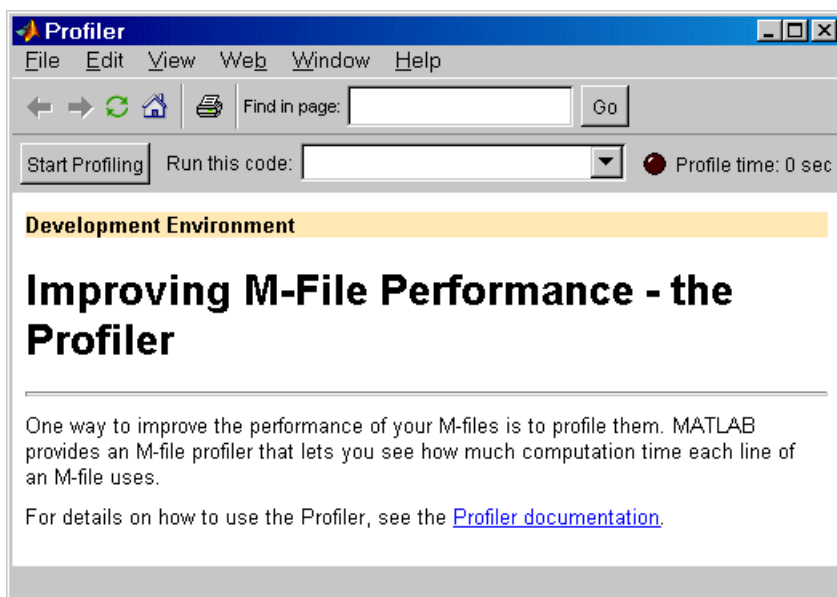 Profiler
File Edit View Web Window Help
Find in page: Go
Start Profiling Run this code: Profile time: 0 sec
Development Environment
Improving M-File Performance - the
Profiler
One way to improve the performance of your M-files is to profile them. MATLAB
provides an M-file profiler that lets you see how much computation time each line of
an M-file uses.
For details on how to use the Profiler, see the Profiler documentation.